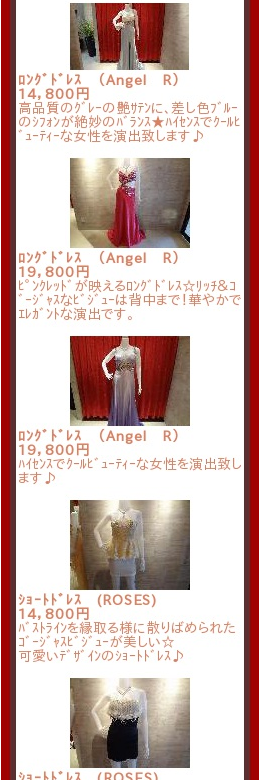 ﾛﾝｸﾞﾄﾞﾚｽ　（Angel　R）
14,800円
高品質のｸﾞﾚｰの艶ｻﾃﾝに､差し色ﾌﾞﾙｰ
のｼﾌｫﾝが絶妙のﾊﾞﾗﾝｽ★ﾊｲｾﾝｽでｸｰﾙﾋ
ﾞｭｰﾃｨｰな女性を演出致します♪
ﾛﾝｸﾞﾄﾞﾚｽ　（Angel　R）
19,800円
ﾋﾟﾝｸﾚｯﾄﾞが映えるﾛﾝｸﾞﾄﾞﾚｽ☆ﾘｯﾁ&ｺ
ﾞｰｼﾞｬｽなﾋﾞｼﾞｭｰは背中まで！華やかで
ｴﾚｶﾞﾝﾄな演出です。
ﾛﾝｸﾞﾄﾞﾚｽ　（Angel　R）
19,800円
ﾊｲｾﾝｽでｸｰﾙﾋﾞｭｰﾃｨｰな女性を演出致し
ます♪
ｼｮｰﾄﾄﾞﾚｽ　(ROSES)
14,800円
ﾊﾞｽﾄﾗｲﾝを縁取る様に散りばめられた
ｺﾞｰｼﾞｬｽﾋﾞｼﾞｭｰが美しい☆
可愛いﾃﾞｻﾞｲﾝのｼｮｰﾄﾄﾞﾚｽ♪
ｼｮｰﾄﾄﾞﾚｽ　(ROSES)